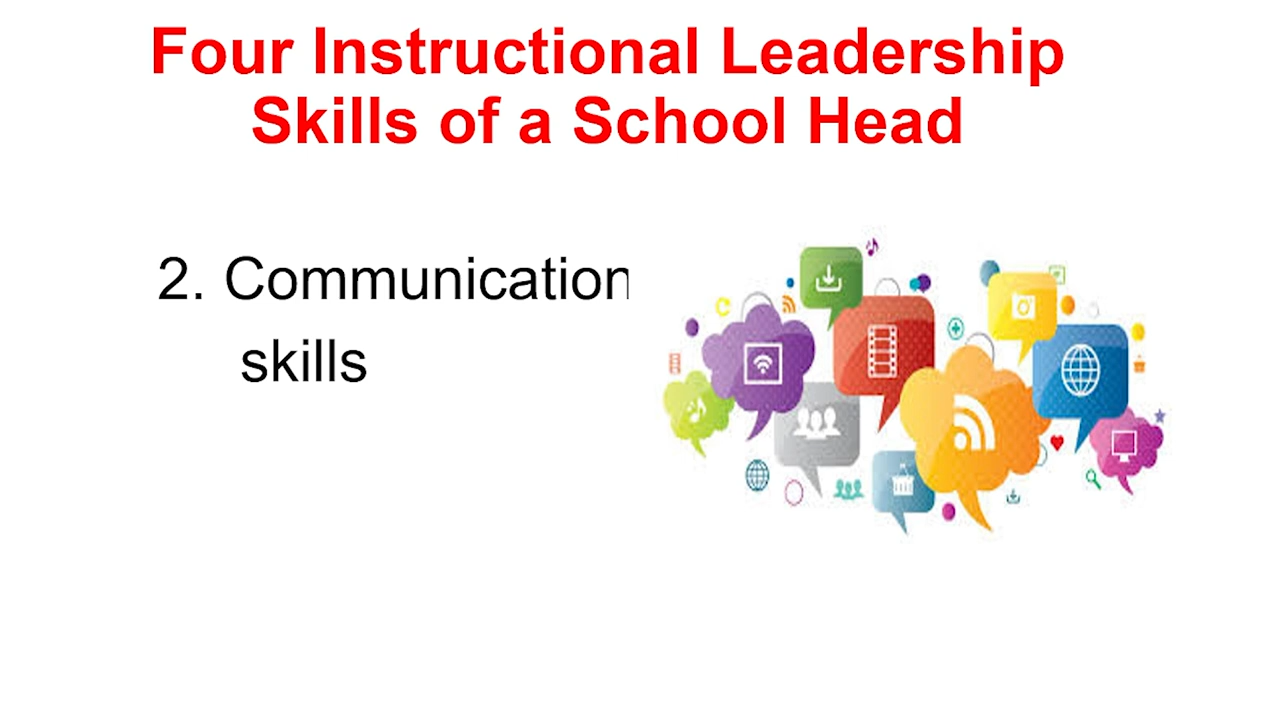 Four Instructional Leadership
Skills of a School Head
2. Communication
skills